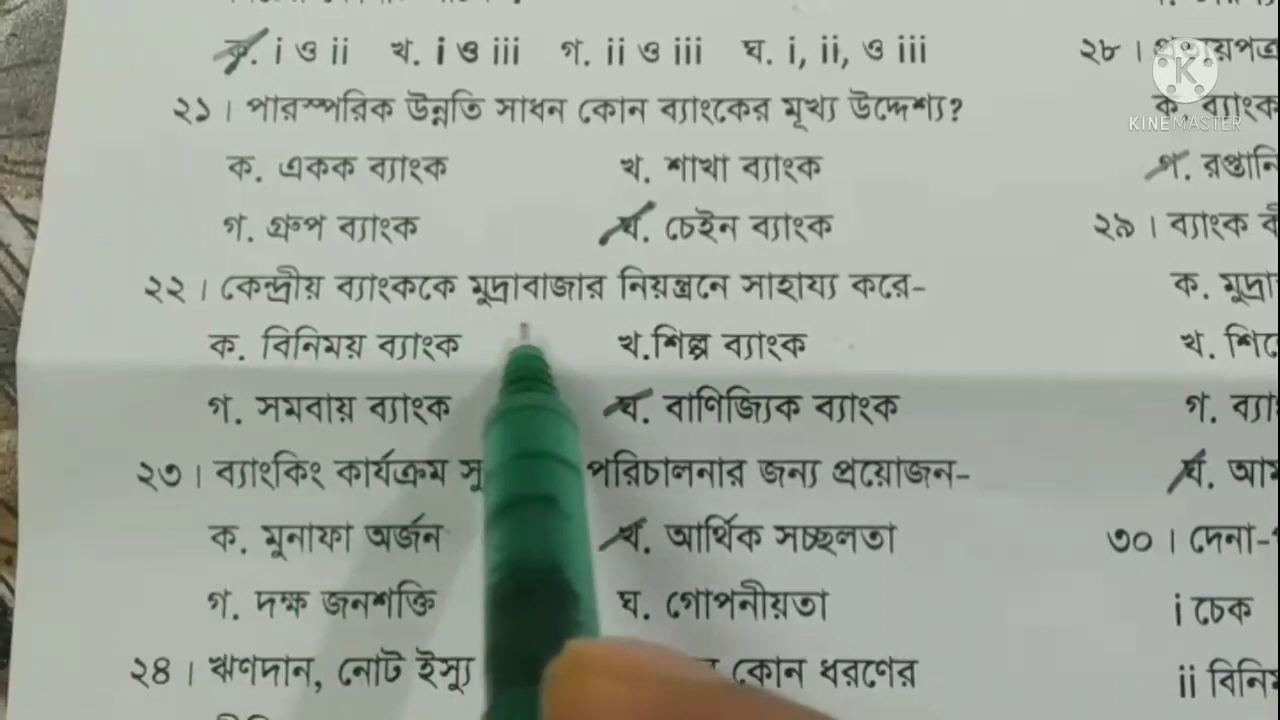 ক. i ও ii খ. i ও iii গ. ii ও iii ঘ. i, ii, ও iii
২১। পারস্পরিক উন্নতি সাধন কোন ব্যাংকের মূখ্য উদ্দেশ্য?
ক. একক ব্যাংক খ. শাখা ব্যাংক
গ. গ্রুপ ব্যাংক ঘ. চেইন ব্যাংক
২২। কেন্দ্রীয় ব্যাংককে মুদ্রাবাজার নিয়ন্ত্রনে সাহায্য করে-
ক. বিনিময় ব্যাংক খ.শিল্প ব্যাংক
গ. সমবায় ব্যাংক ঘ. বাণিজ্যিক ব্যাংক
২৩। ব্যাংকিং কার্যক্রম পরিচালনার জন্য প্রয়োজন-
ক. মুনাফা অর্জন খ. আর্থিক সচ্ছলতা
গ. দক্ষ জনশক্তি ঘ. গোপনীয়তা
২৪। ঋণদান, নোট ইস্যু কোন ধরণের
২৮।
ক. ব্যাংক
গ.
২৯। ব্যাংক
ক.
খ.
গ.
ঘ.
৩০। দেনা-
i চেক
ii
KINEMASTER